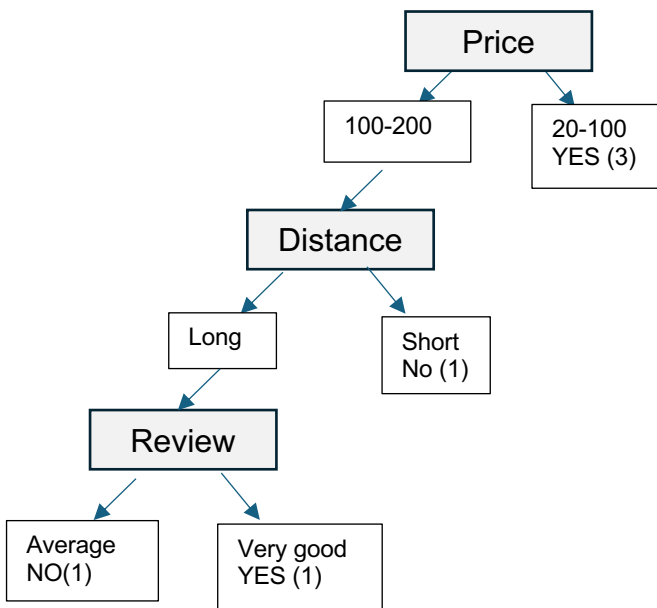 Price
100-200
20-100
YES (3)
Distance
Long
Short
No (1)
Review
Average
NO(1)
Very good
YES (1)